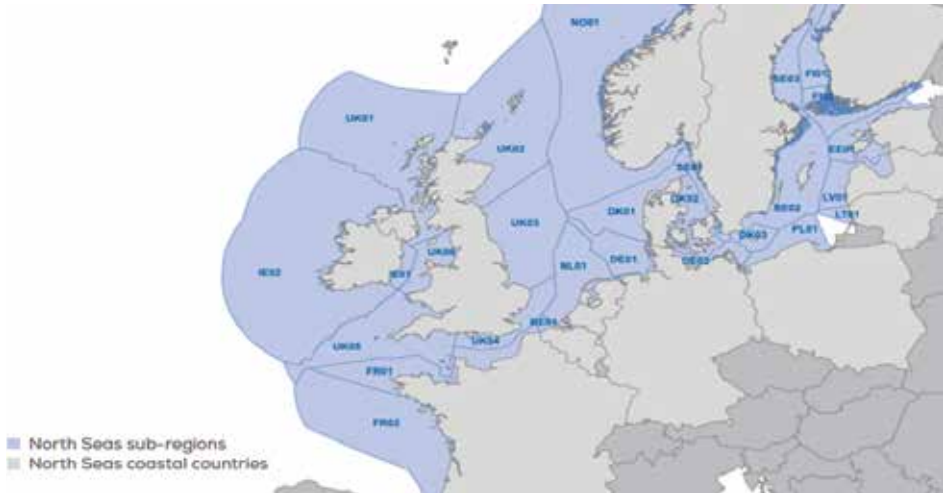 NO01
SE03
FI01
UK01
UK02
EE01
SE01
DK02
LV01
UK03
DK01
SE02
LT01
PL01
DK03
UK06
IE02
IE01
NL01
DE01
DE02
BE01
UK05
UK04
FR01
FR02
North Seas sub-regions
North Seas coastal countries